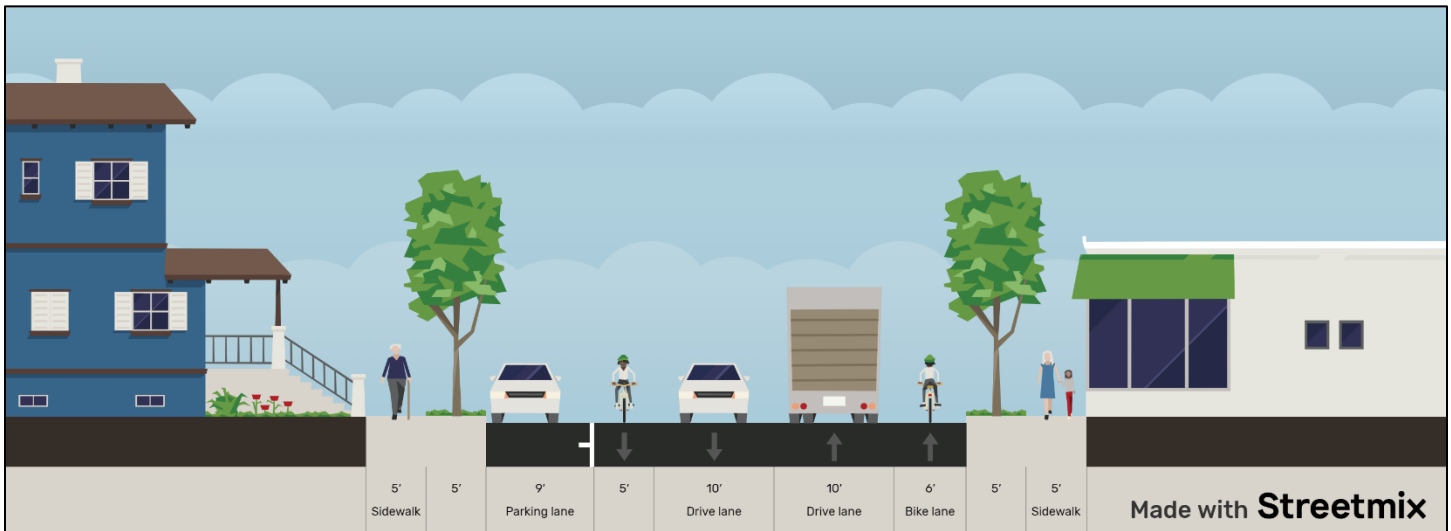 5' 5' 9' 5' 10' 10' 6' 5' 5'
Sidewalk Parking lane Drive lane Drive lane Bike lane Sidewalk
Made with Streetmix